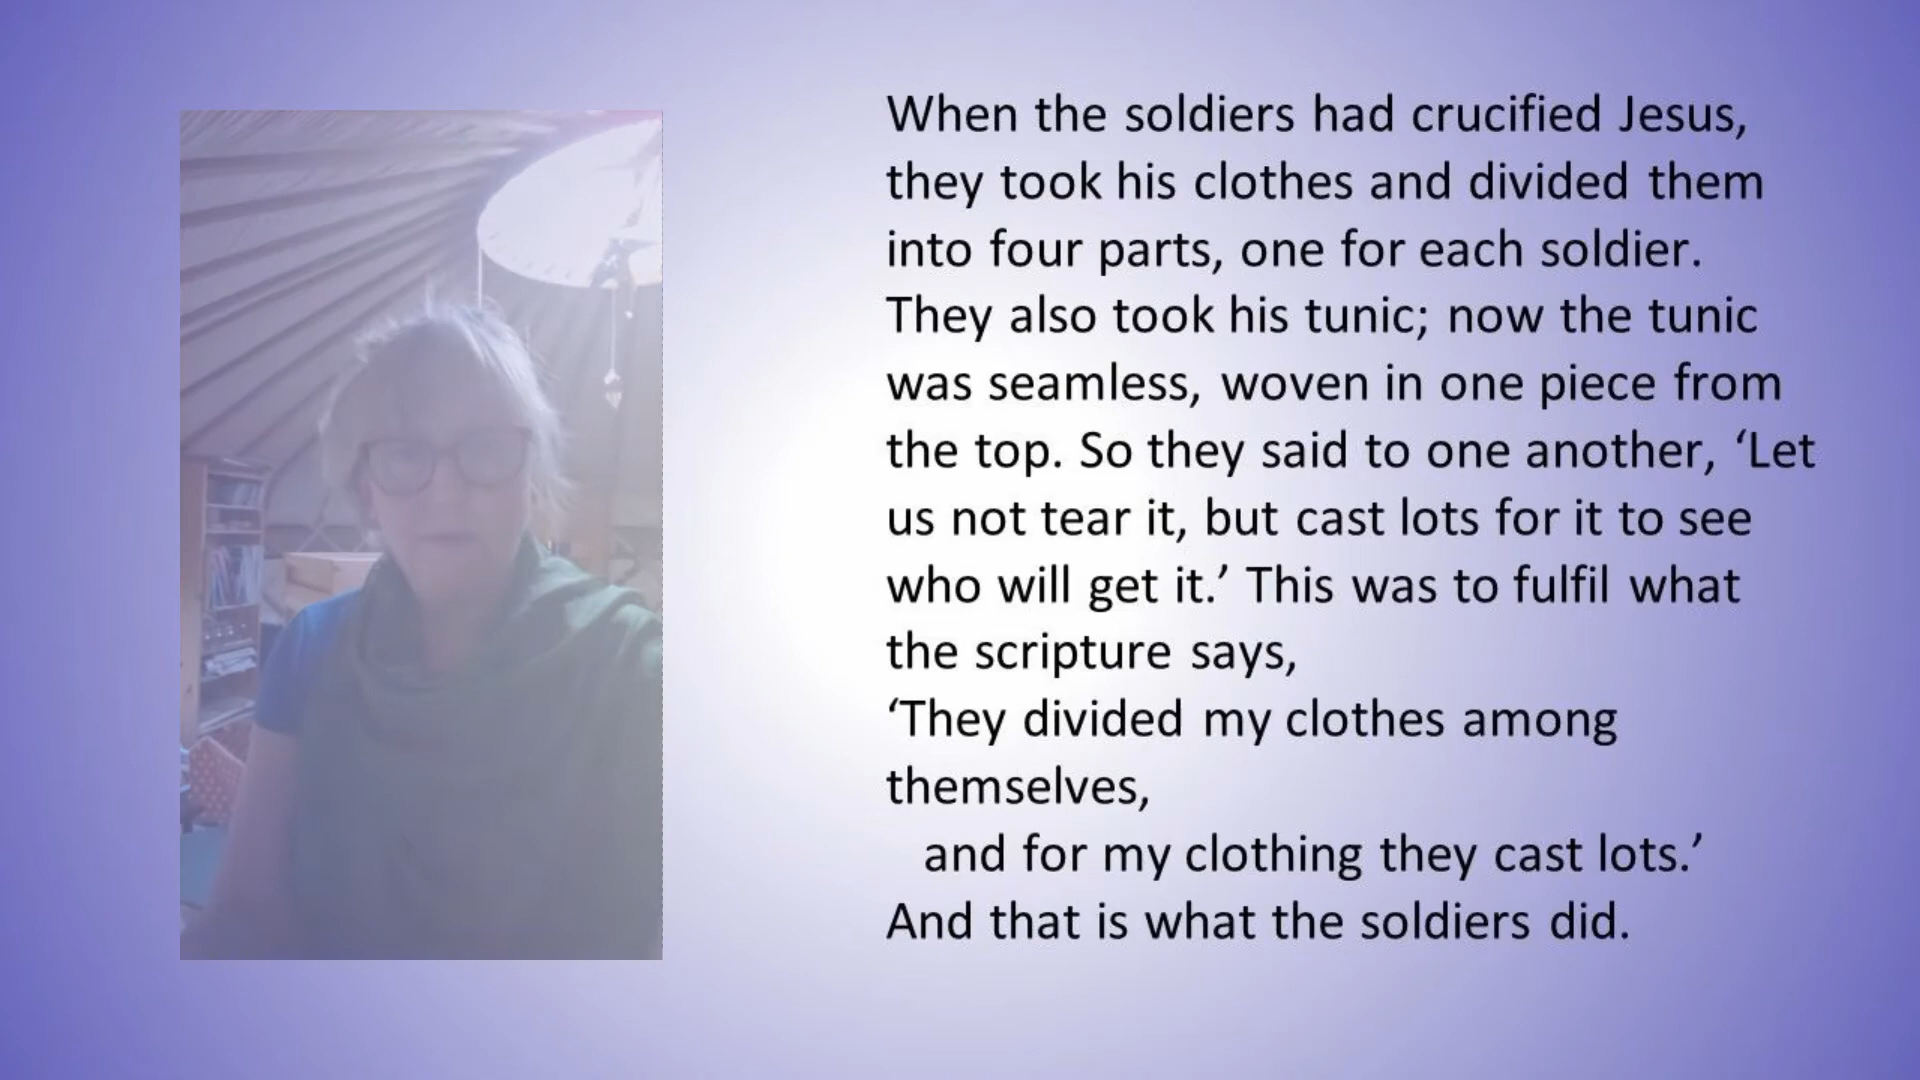 When the soldiers had crucified Jesus,
they took his clothes and divided them
into four parts, one for each soldier.
They also took his tunic; now the tunic
was seamless, woven in one piece from
the top. So they said to one another, ‘Let
us not tear it, but cast lots for it to see
who will get it.’ This was to fulfil what
the scripture says,
‘They divided my clothes among
themselves,
and for my clothing they cast lots.’
And that is what the soldiers did.